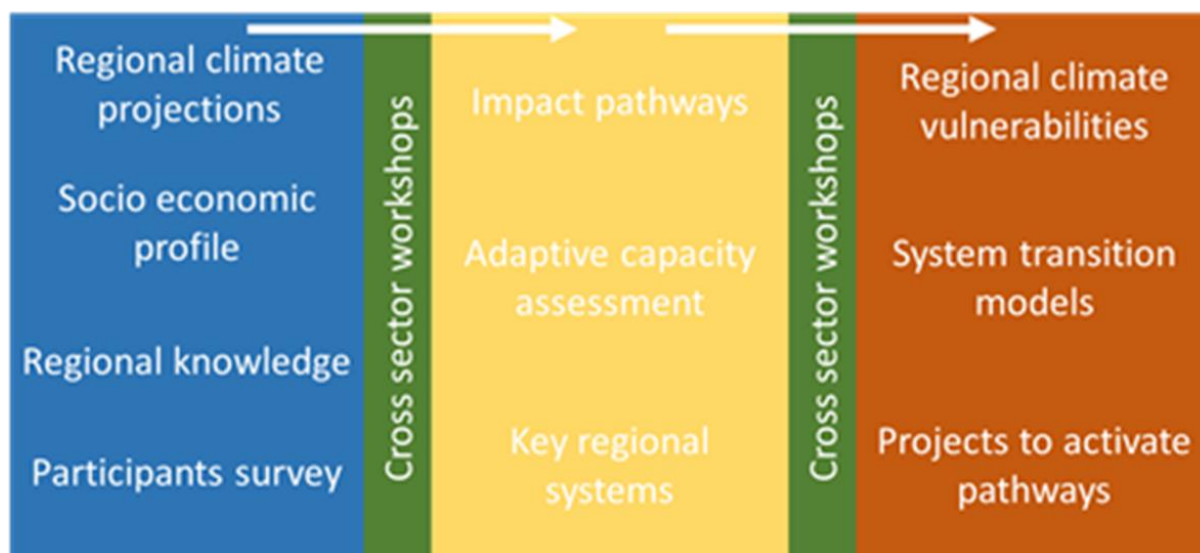 Regional climate
projections
Socio economic
profile
Regional knowledge
Participants survey
Cross sector workshops
Impact pathways
Adaptive capacity
assessment
Key regional
systems
Cross sector workshops
Regional climate
vulnerabilities
System transition
models
Projects to activate
pathways